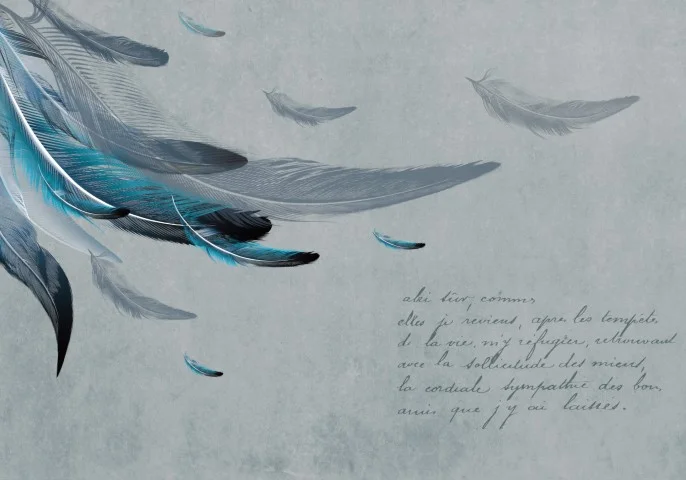 abri sûr, comme
elles je reviens, après les tempêtes
de la vie, m'y réfugier, retrouvant
avec la sollicitude des miens,
la cordiale sympathie des bons
amis que j'y ai laissés.